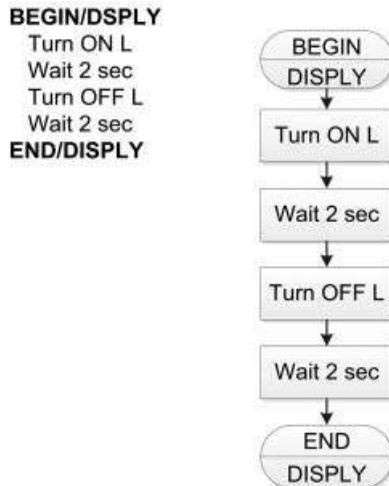 BEGIN/DSPLY
Turn ON L
Wait 2 sec
Turn OFF L
Wait 2 sec
END/DISPLY
BEGIN
DISPLY
Turn ON L
Wait 2 sec
Turn OFF L
Wait 2 sec
END
DISPLY